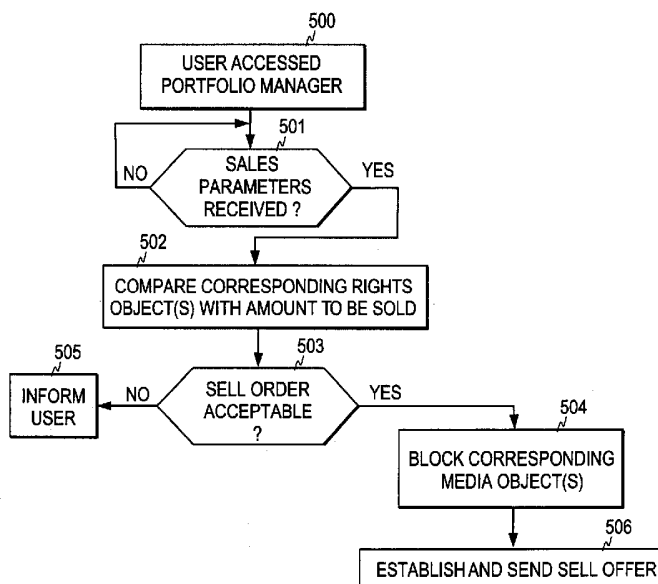 500
USER ACCESSED
PORTFOLIO MANAGER
501
NO
SALES
PARAMETERS
RECEIVED ?
YES
502
COMPARE CORRESPONDING RIGHTS
OBJECT(S) WITH AMOUNT TO BE SOLD
503
505
INFORM
USER
NO
SELL ORDER
ACCEPTABLE
?
YES
504
BLOCK CORRESPONDING
MEDIA OBJECT(S)
506
ESTABLISH AND SEND SELL OFFER